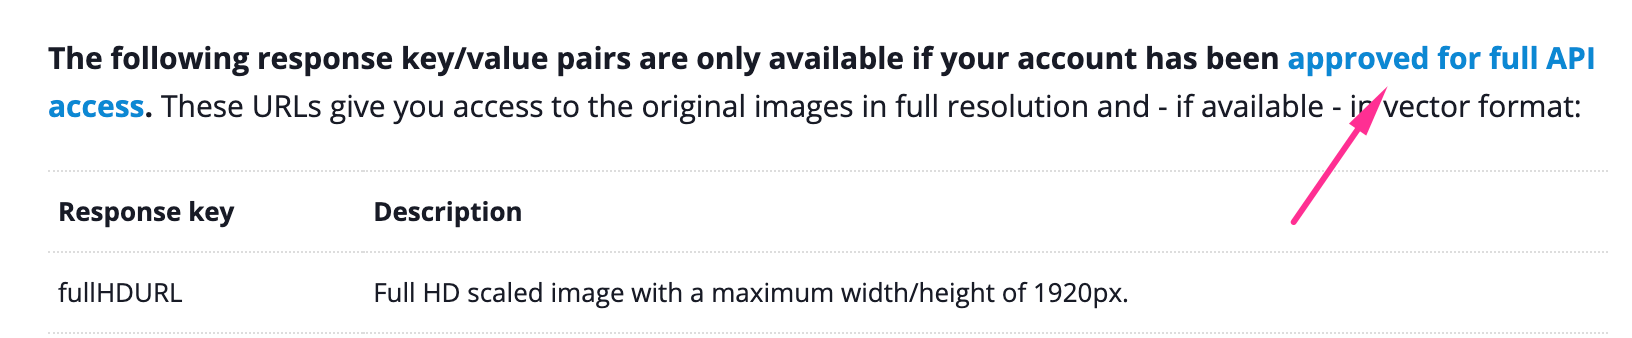 The following response key/value pairs are only available if your account has been approved for full API
access. These URLs give you access to the original images in full resolution and - if available - in vector format:
Response key Description
fullHDURL Full HD scaled image with a maximum width/height of 1920px.